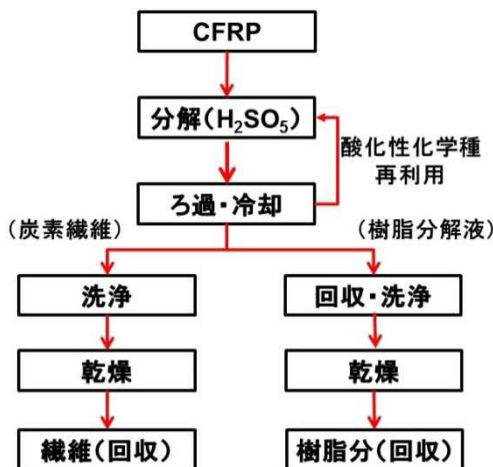 CFRP
分解(H₂SO₅)
酸化性化学種
再利用
ろ過・冷却
(炭素繊維)
(樹脂分解液)
洗浄
回収・洗浄
乾燥
乾燥
繊維(回収)
樹脂分(回収)